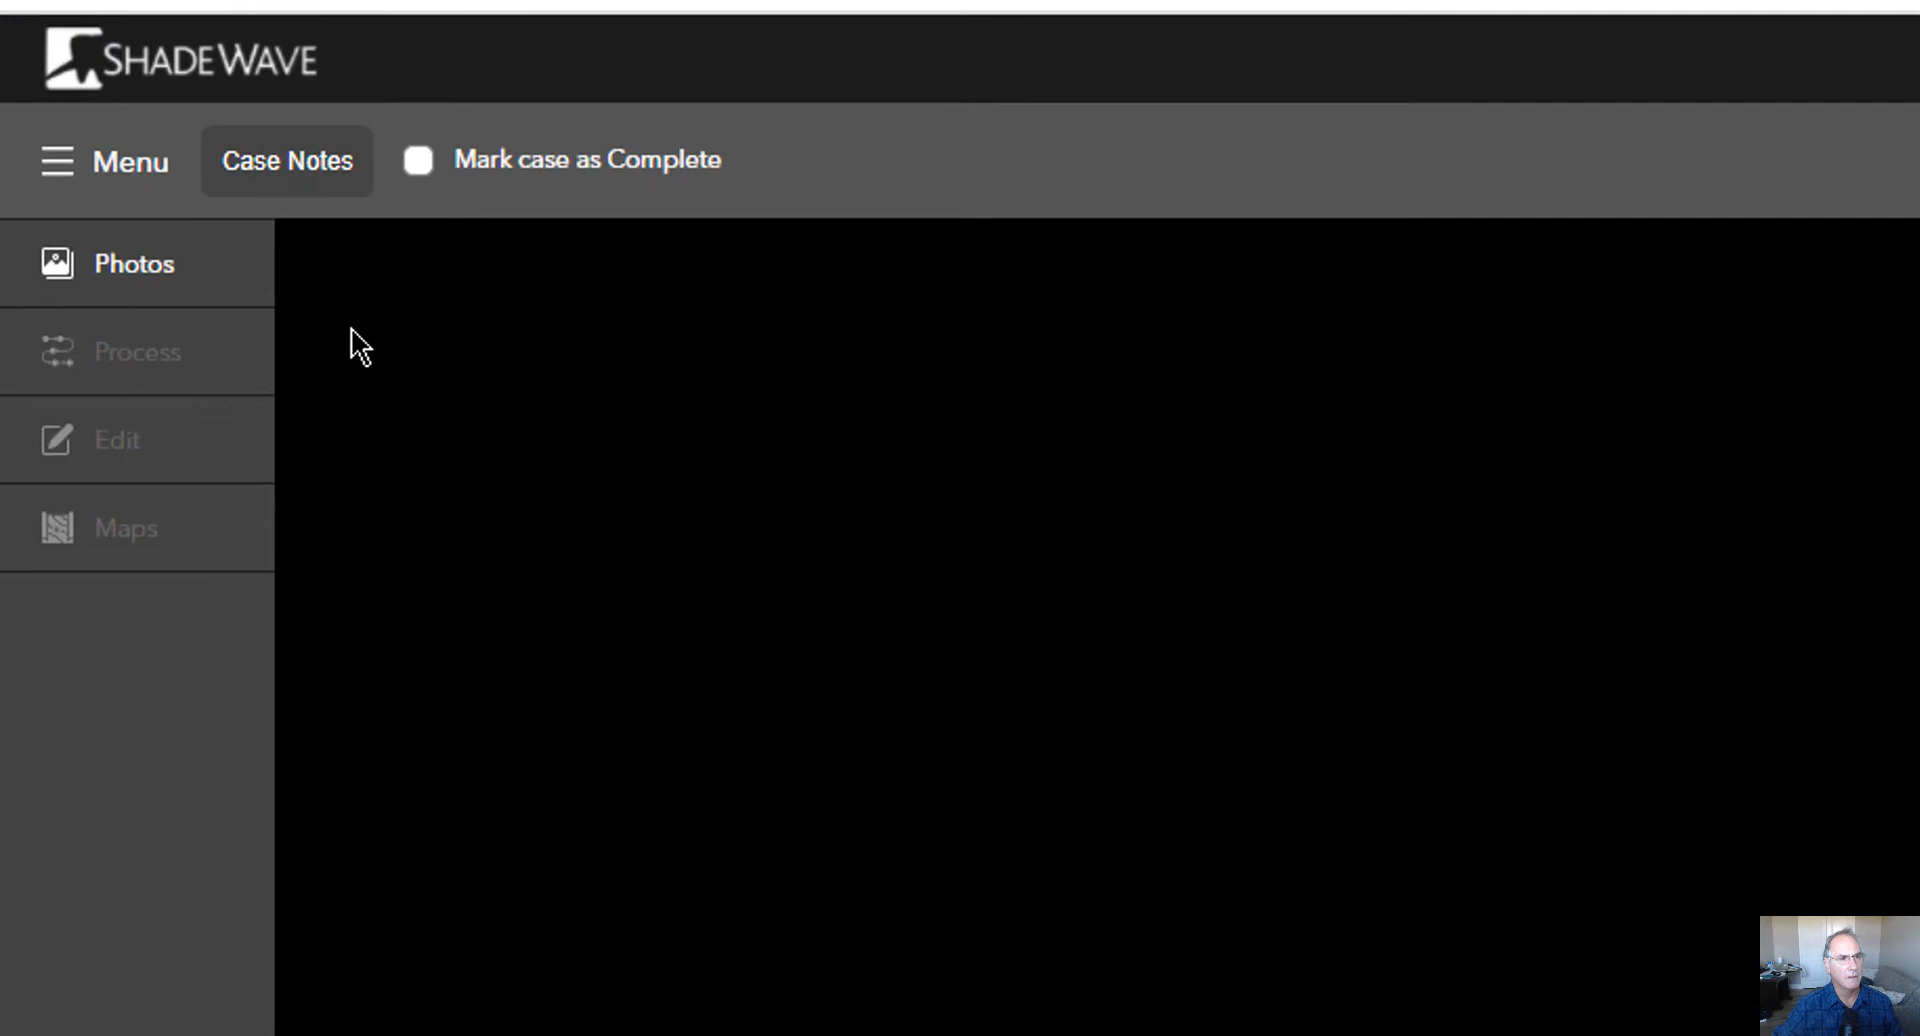 SHADEWAVE
Menu
Case Notes
Mark case as Complete
Photos
Process
Edit
Maps